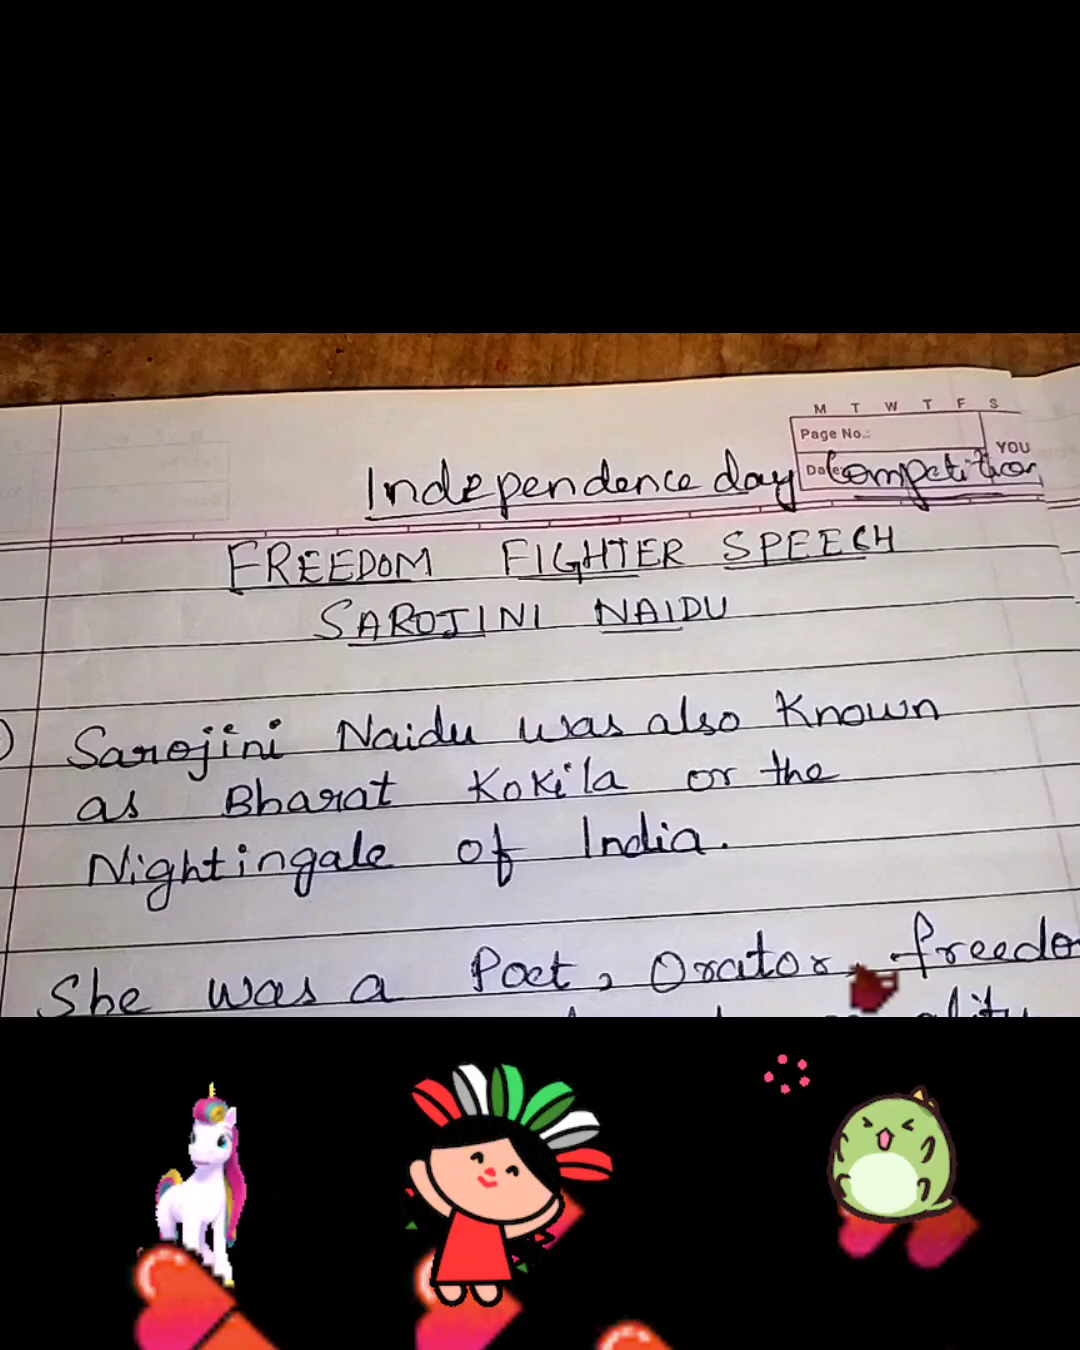 M T W T F S
Page No.:
YOU
Date:
Independence day Competition
FREEDOM FIGHTER SPEECH
SAROJINI NAIDU
Sarojini Naidu was also Known
as Bharat Kokila or the
Nightingale of India.
She was a Poet, Orator, freedo